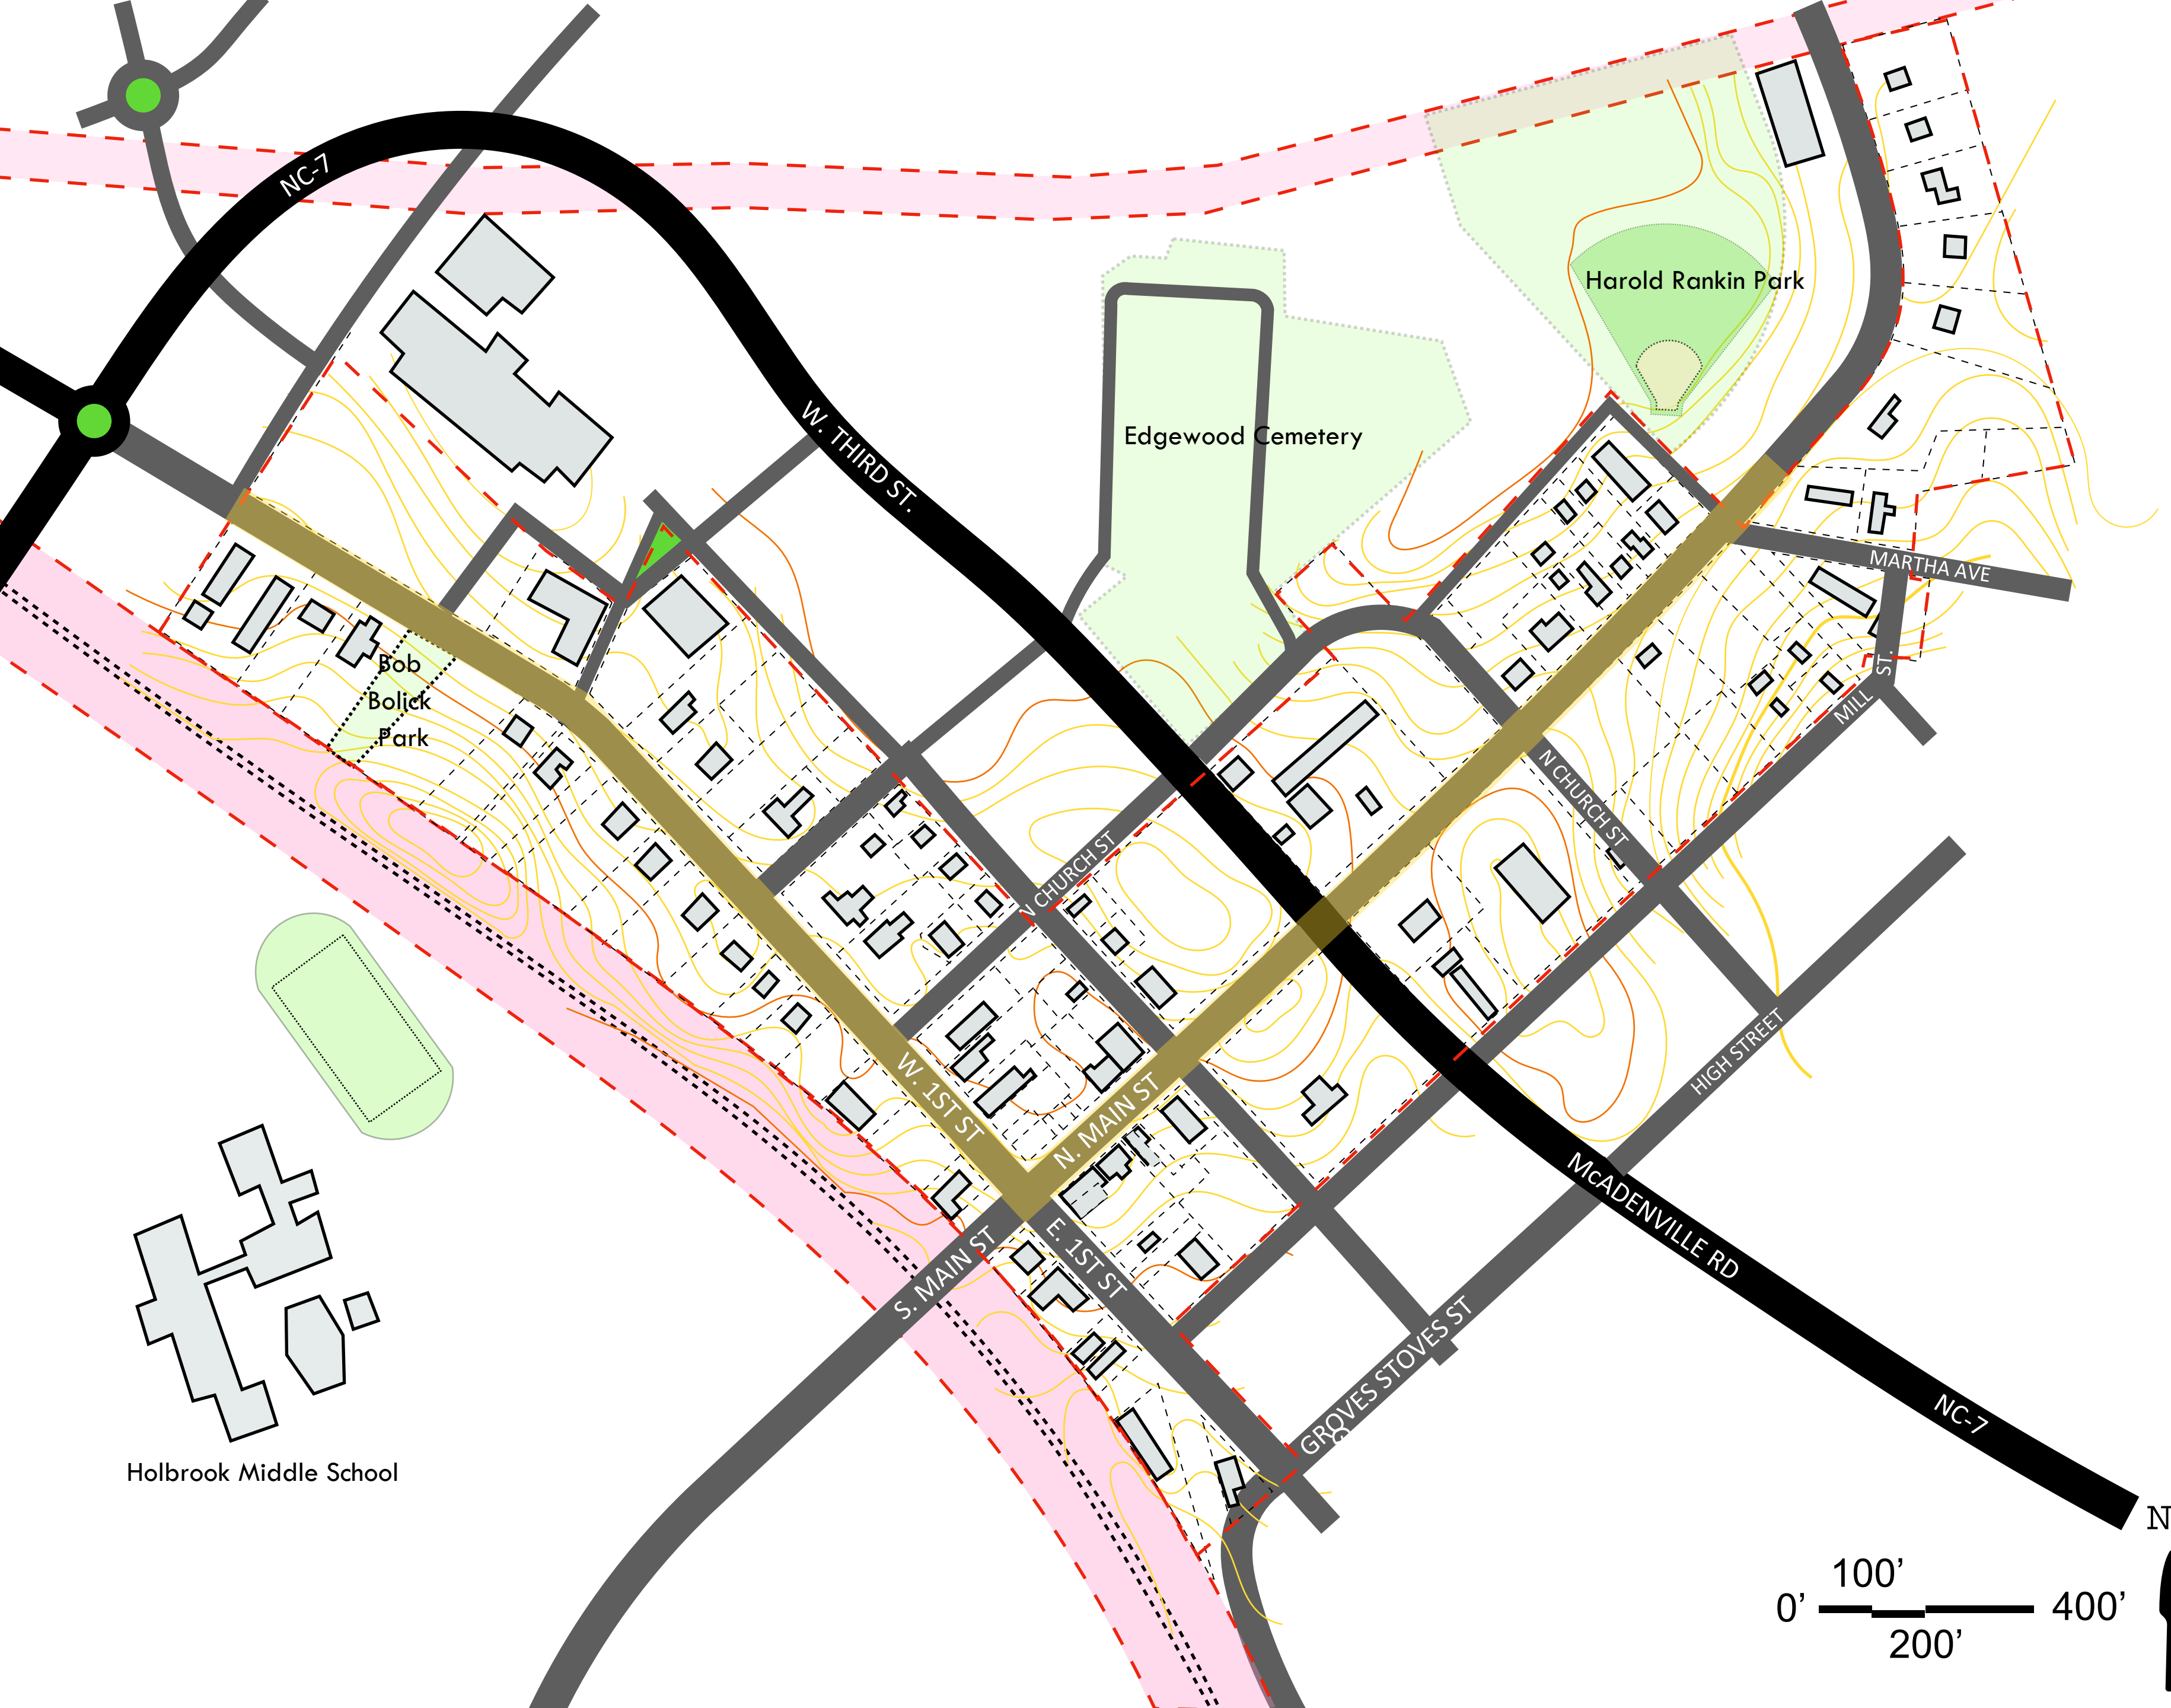 NC-7
W. THIRD ST.
Harold Rankin Park
Edgewood Cemetery
MARTHA AVE
MILL
ST.
Bob
Bolick
Park
N CHURCH ST
N CHURCH ST
W. 1ST ST
N. MAIN ST
HIGH STREET
S. MAIN ST
E. 1ST ST
McADENVILLE RD
GROVES STOVES ST
NC-7
Holbrook Middle School
N
100’
0’
400’
200’